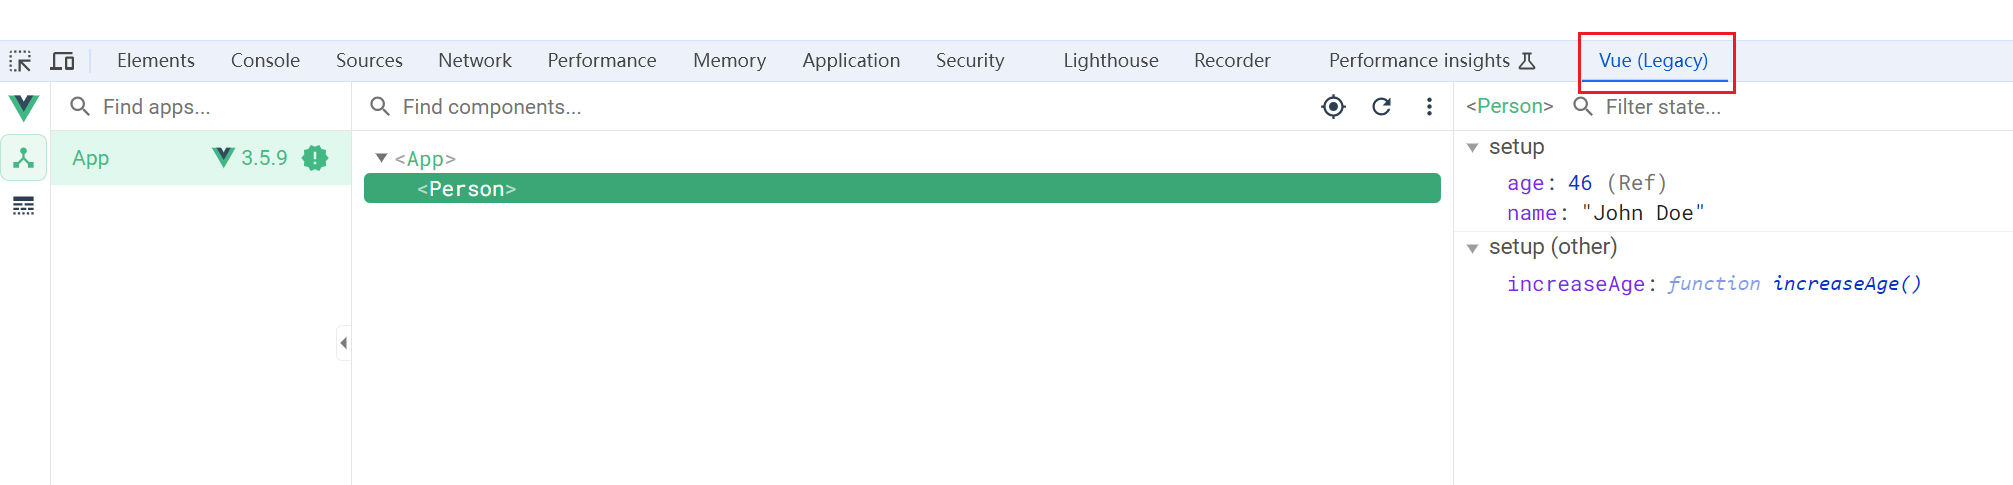 Elements Console Sources Network Performance Memory Application Security Lighthouse Recorder Performance insights Vue (Legacy)
Find apps... Find components... <Person> Filter state...
App 3.5.9
<App>
<Person>
setup
age: 46 (Ref)
name: "John Doe"
setup (other)
increaseAge: function increaseAge()